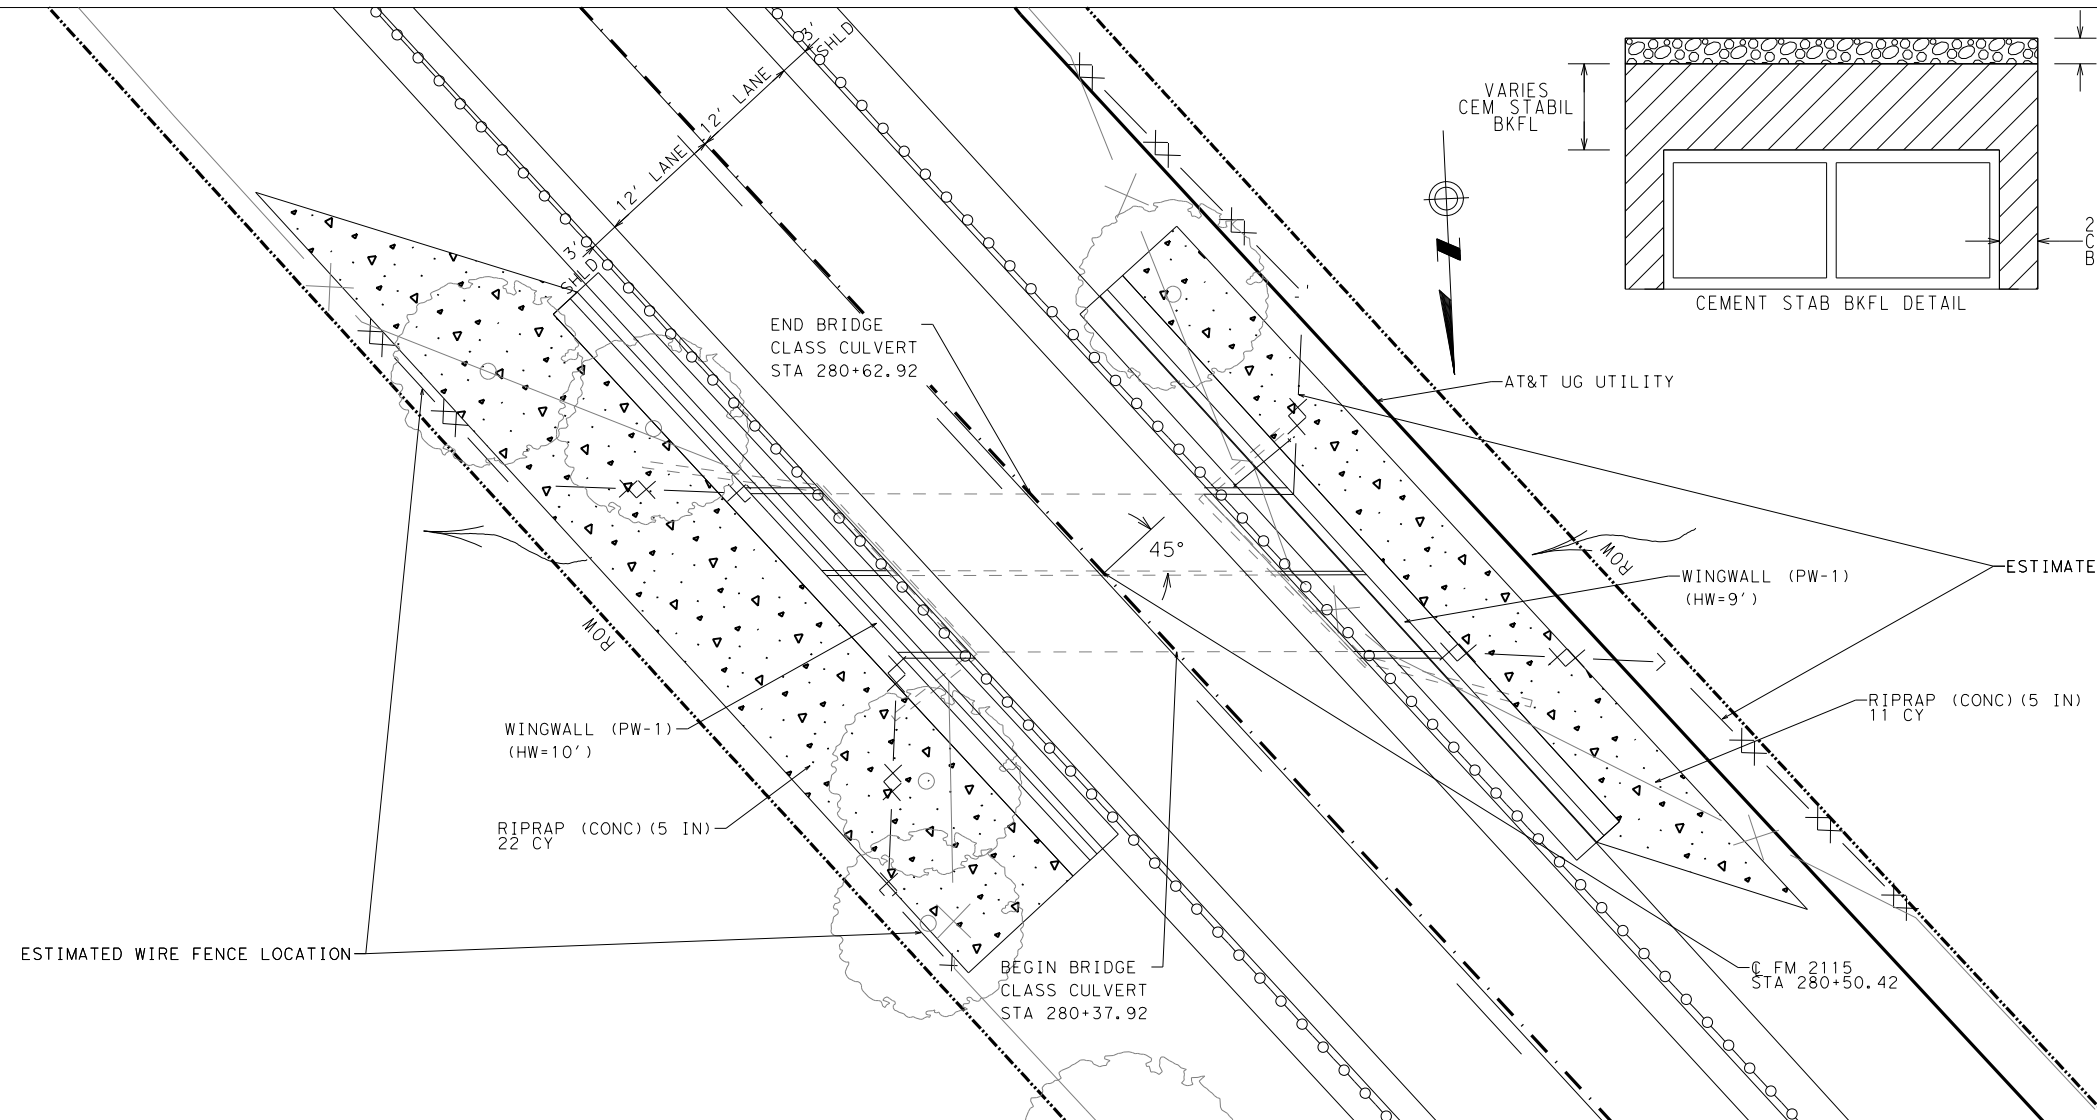 3'
SHLD
12' LANE
12' LANE
3'
SHLD
VARIES
CEM STABIL
BKFL
2
C
B
CEMENT STAB BKFL DETAIL
N
END BRIDGE
CLASS CULVERT
STA 280+62.92
AT&T UG UTILITY
45°
ROW
ESTIMATE
WINGWALL (PW-1)
(HW=9')
ROW
RIPRAP (CONC)(5 IN)
11 CY
WINGWALL (PW-1)
(HW=10')
RIPRAP (CONC)(5 IN)
22 CY
ESTIMATED WIRE FENCE LOCATION
BEGIN BRIDGE
CLASS CULVERT
STA 280+37.92
℄ FM 2115
STA 280+50.42